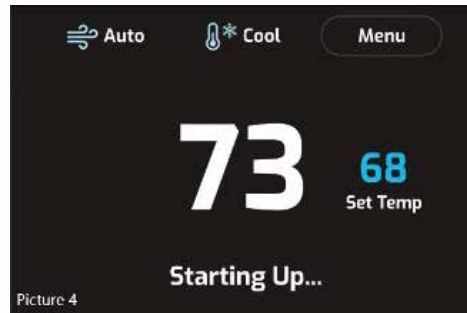 Auto Cool Menu
73
68
Set Temp
Starting Up...
Picture 4